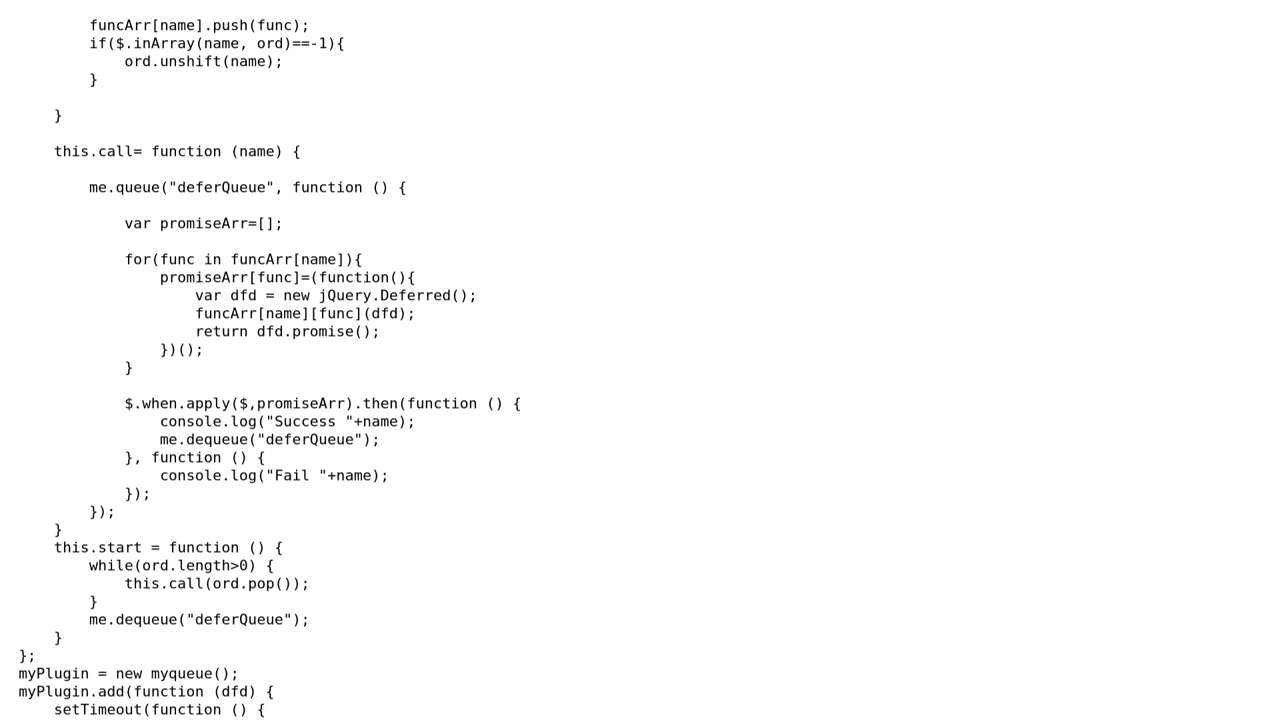 funcArr[name].push(func);
        if($.inArray(name, ord)==-1){
            ord.unshift(name);
        }

    }

    this.call= function (name) {

        me.queue("deferQueue", function () {

            var promiseArr=[];

            for(func in funcArr[name]){
                promiseArr[func]=(function(){
                    var dfd = new jQuery.Deferred();
                    funcArr[name][func](dfd);
                    return dfd.promise();
                })();
            }

            $.when.apply($,promiseArr).then(function () {
                console.log("Success "+name);
                me.dequeue("deferQueue");
            }, function () {
                console.log("Fail "+name);
            });
        });
    }
    this.start = function () {
        while(ord.length>0) {
            this.call(ord.pop());
        }
        me.dequeue("deferQueue");
    }
};
myPlugin = new myqueue();
myPlugin.add(function (dfd) {
    setTimeout(function () {